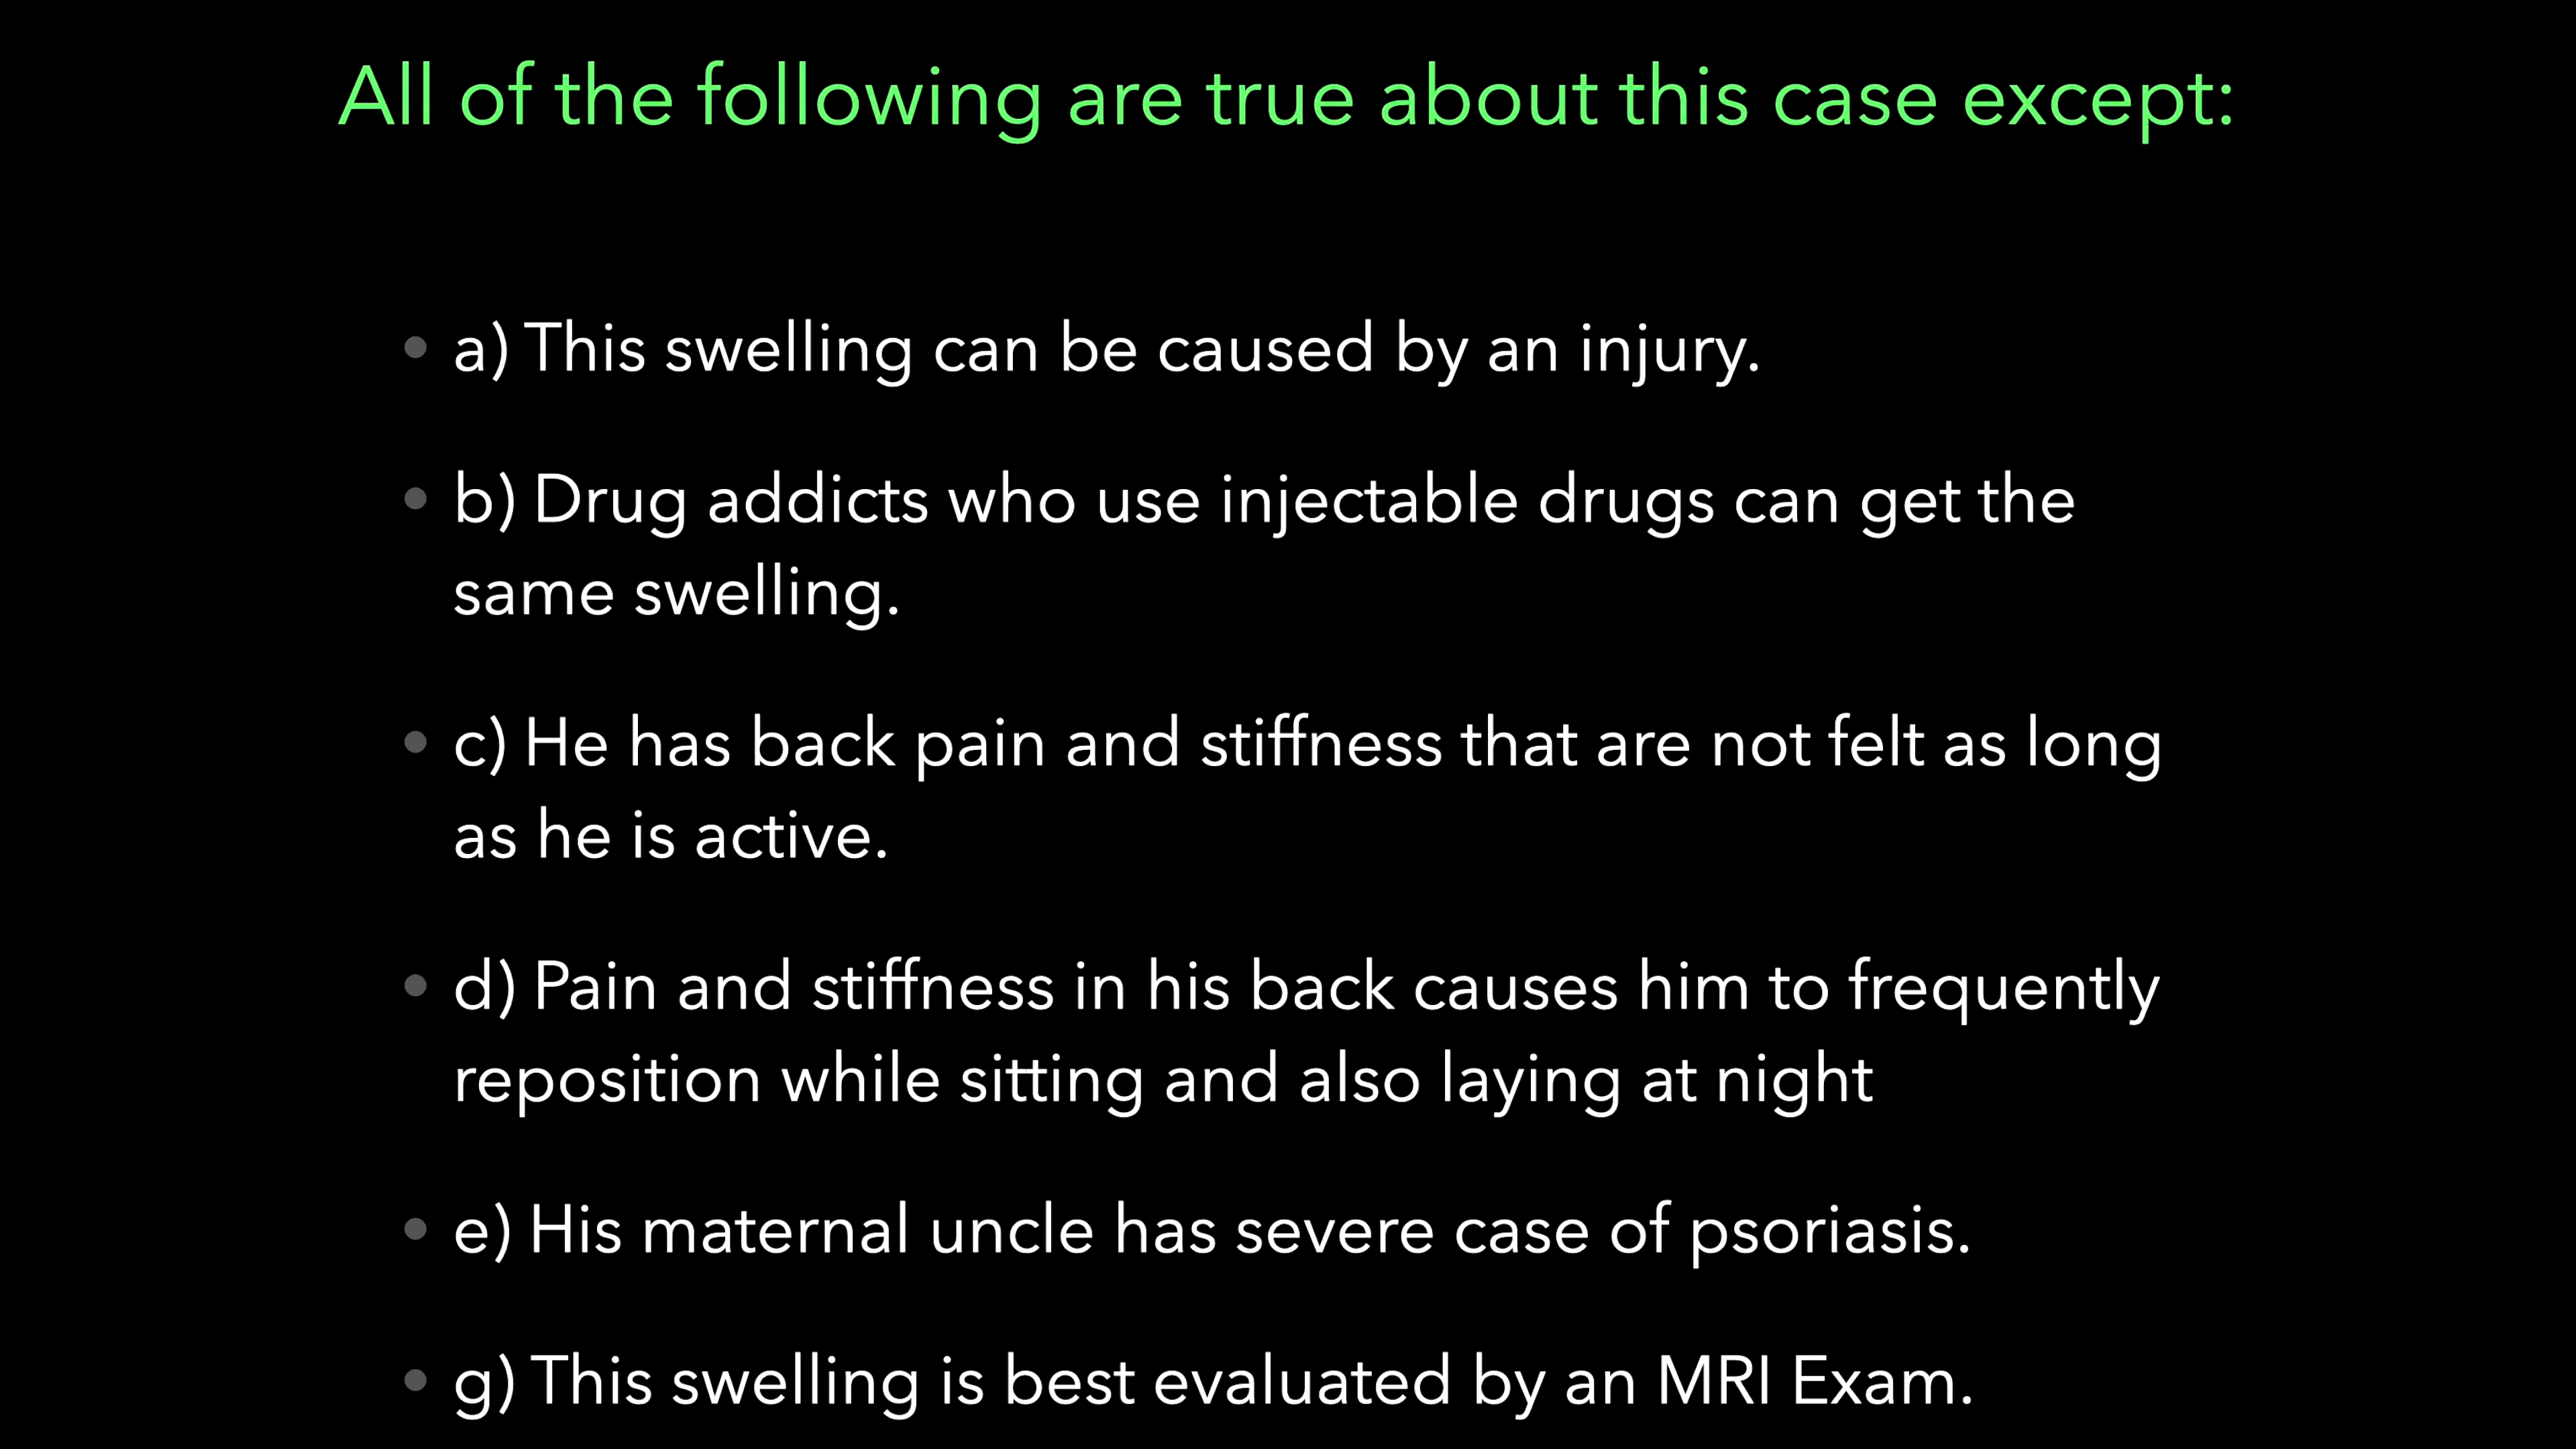 All of the following are true about this case except:
• a) This swelling can be caused by an injury.
• b) Drug addicts who use injectable drugs can get the
same swelling.
• c) He has back pain and stiffness that are not felt as long
as he is active.
• d) Pain and stiffness in his back causes him to frequently
reposition while sitting and also laying at night
• e) His maternal uncle has severe case of psoriasis.
• g) This swelling is best evaluated by an MRI Exam.